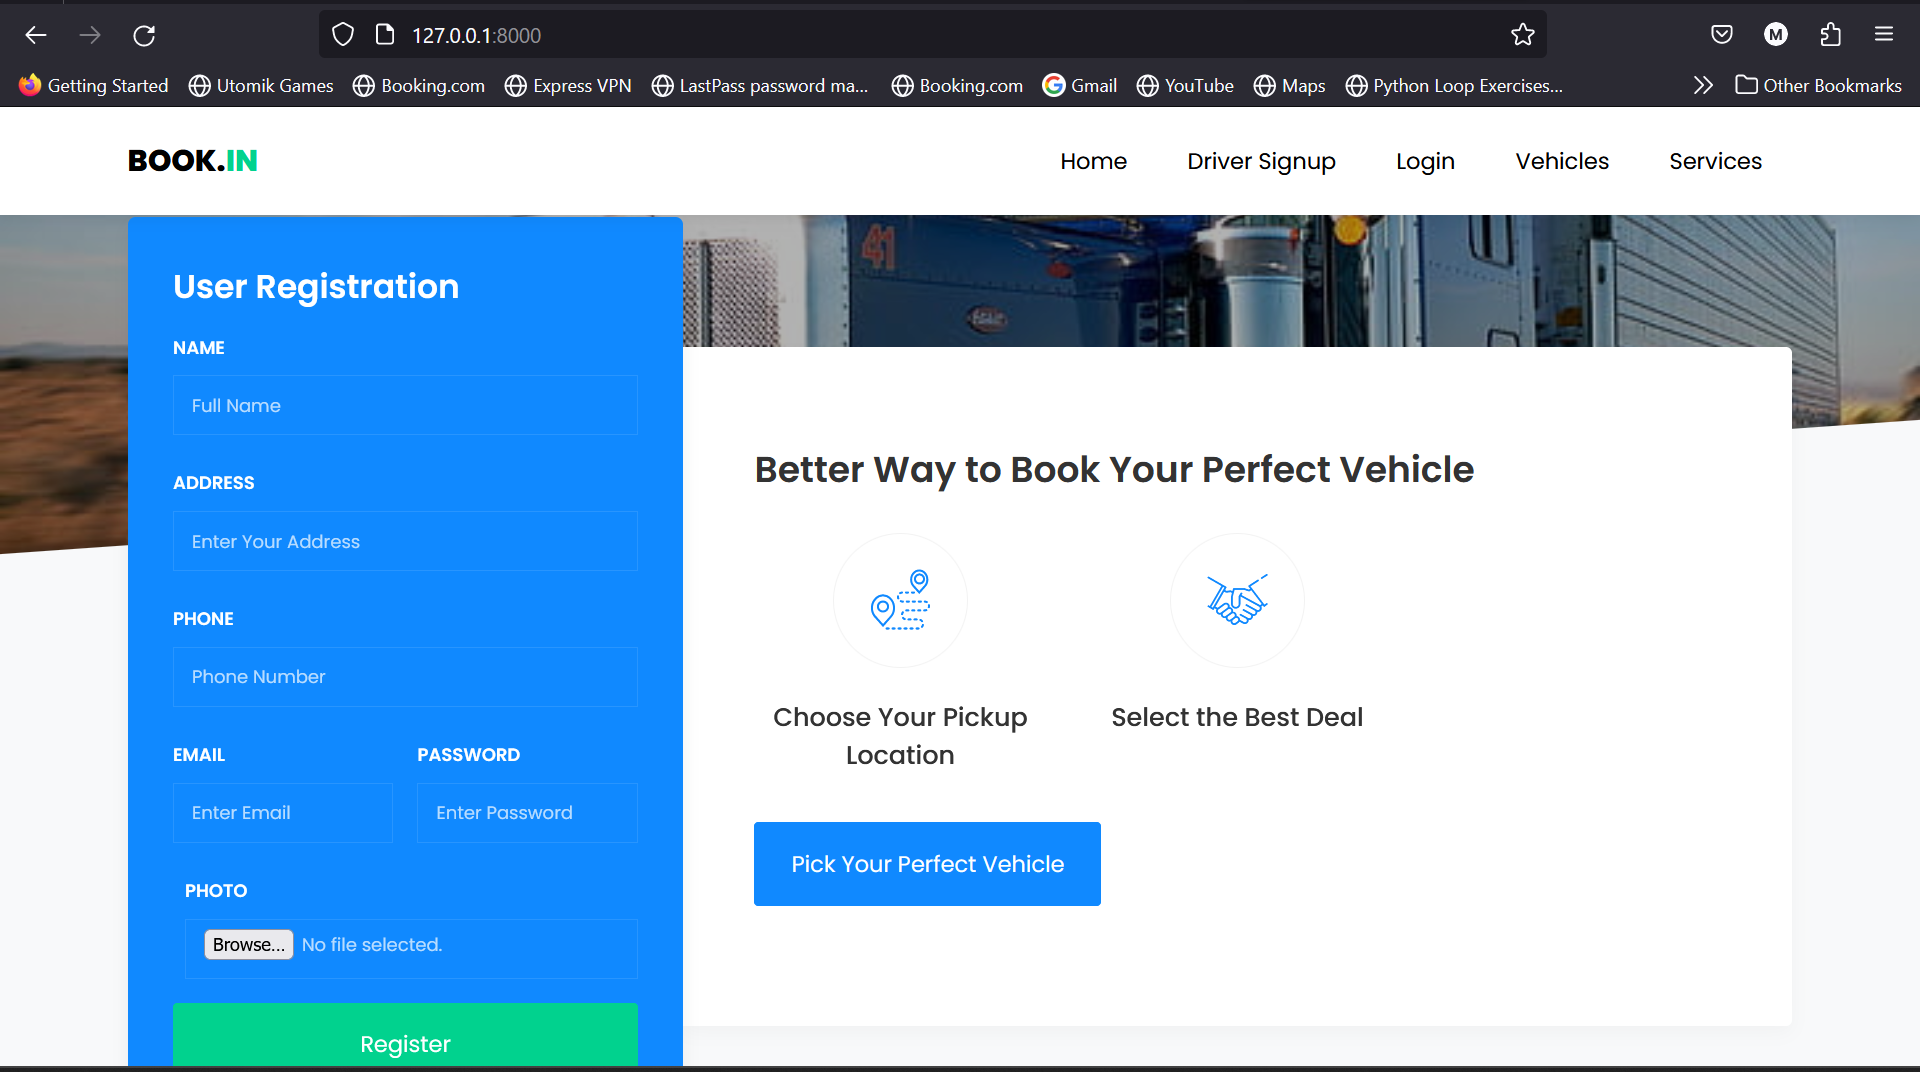 127.0.0.1:8000
M
Getting Started
Utomik Games
Booking.com
Express VPN
LastPass password ma...
Booking.com
Gmail
YouTube
Maps
Python Loop Exercises...
Other Bookmarks
BOOK.IN
Home
Driver Signup
Login
Vehicles
Services
41
User Registration
NAME
Full Name
ADDRESS
Enter Your Address
PHONE
Phone Number
EMAIL
PASSWORD
Enter Email
Enter Password
PHOTO
Browse... No file selected.
Register
Better Way to Book Your Perfect Vehicle
Choose Your Pickup
Location
Select the Best Deal
Pick Your Perfect Vehicle